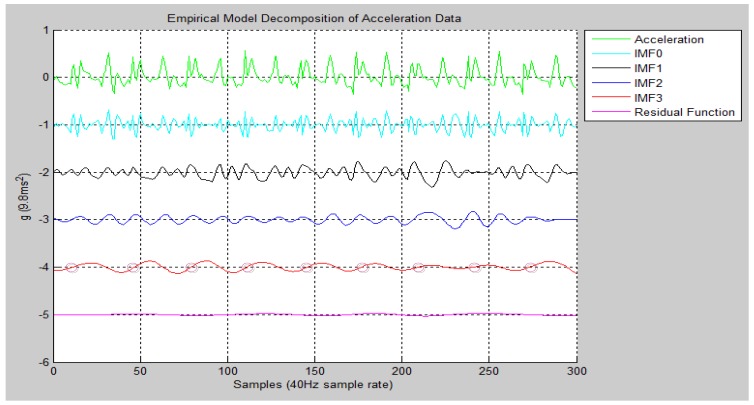 Empirical Model Decomposition of Acceleration Data
1
0
-1
-2
-3
-4
-5
-6
g (9.8ms²)
0
50
100
150
200
250
300
Samples (40Hz sample rate)
Acceleration
IMF0
IMF1
IMF2
IMF3
Residual Function